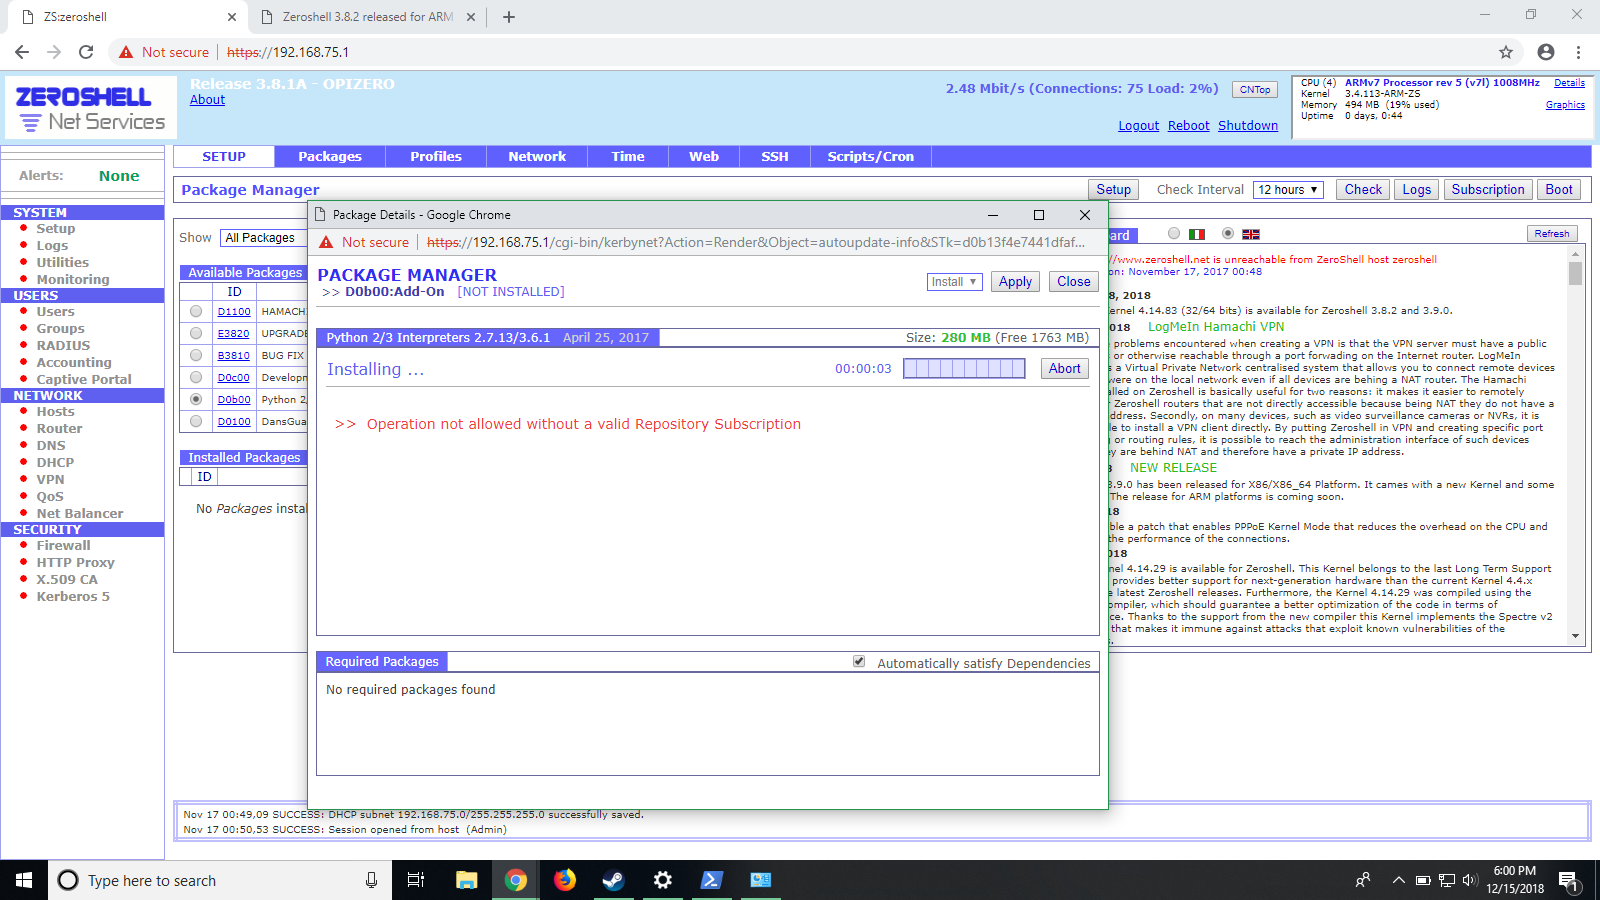 ZS:zeroshell
Zeroshell 3.8.2 released for ARM
Not secure | https://192.168.75.1
ZEROSHELL
Net Services
Release 3.8.1A - OPIZERO
About
2.48 Mbit/s (Connections: 75 Load: 2%)
CNTop
Logout Reboot Shutdown
CPU (4) ARMv7 Processor rev 5 (v7l) 1008MHz Details
Kernel 3.4.113-ARM-ZS
Memory 494 MB (19% used) Graphics
Uptime 0 days, 0:44
Alerts: None
SETUP Packages Profiles Network Time Web SSH Scripts/Cron
Package Manager
Setup Check Interval 12 hours Check Logs Subscription Boot
SYSTEM
Setup
Logs
Utilities
Monitoring
USERS
Users
Groups
RADIUS
Accounting
Captive Portal
NETWORK
Hosts
Router
DNS
DHCP
VPN
QoS
Net Balancer
SECURITY
Firewall
HTTP Proxy
X.509 CA
Kerberos 5
Show All Packages
Available Packages
ID
D1100 HAMACH
E3820 UPGRADE
B3810 BUG FIX
D0c00 Developm
D0b00 Python 2/
D0100 DansGua
Installed Packages
ID
No Packages instal
Package Details - Google Chrome
Not secure | https://192.168.75.1/cgi-bin/kerbynet?Action=Render&Object=autoupdate-info&STk=d0b13f4e7441dfaf...
PACKAGE MANAGER
>> D0b00:Add-On [NOT INSTALLED]
Install Apply Close
Python 2/3 Interpreters 2.7.13/3.6.1 April 25, 2017
Size: 280 MB (Free 1763 MB)
Installing ...
00:00:03
Abort
>> Operation not allowed without a valid Repository Subscription
Required Packages
Automatically satisfy Dependencies
No required packages found
ard
Refresh
//www.zeroshell.net is unreachable from ZeroShell host zeroshell
on: November 17, 2017 00:48
8, 2018
ernel 4.14.83 (32/64 bits) is available for Zeroshell 3.8.2 and 3.9.0.
018 LogMeIn Hamachi VPN
problems encountered when creating a VPN is that the VPN server must have a public
s or otherwise reachable through a port forwading on the Internet router. LogMeIn
s a Virtual Private Network centralised system that allows you to connect remote devices
were on the local network even if all devices are behing a NAT router. The Hamachi
alled on Zeroshell is basically useful for two reasons: it makes it easier to remotely
r Zeroshell routers that are not directly accessible because being NAT they do not have a
ddress. Secondly, on many devices, such as video surveillance cameras or NVRs, it is
le to install a VPN client directly. By putting Zeroshell in VPN and creating specific port
g or routing rules, it is possible to reach the administration interface of such devices
ey are behind NAT and therefore have a private IP address.
8 NEW RELEASE
3.9.0 has been released for X86/X86_64 Platform. It cames with a new Kernel and some
The release for ARM platforms is coming soon.
18
ble a patch that enables PPPoE Kernel Mode that reduces the overhead on the CPU and
the performance of the connections.
018
nel 4.14.29 is available for Zeroshell. This Kernel belongs to the last Long Term Support
provides better support for next-generation hardware than the current Kernel 4.4.x
e latest Zeroshell releases. Furthermore, the Kernel 4.14.29 was compiled using the
ompiler, which should guarantee a better optimization of the code in terms of
ce. Thanks to the support from the new compiler this Kernel implements the Spectre v2
that makes it immune against attacks that exploit known vulnerabilities of the
s.
Nov 17 00:49,09 SUCCESS: DHCP subnet 192.168.75.0/255.255.255.0 successfully saved.
Nov 17 00:50,53 SUCCESS: Session opened from host (Admin)
Type here to search
6:00 PM
12/15/2018
1